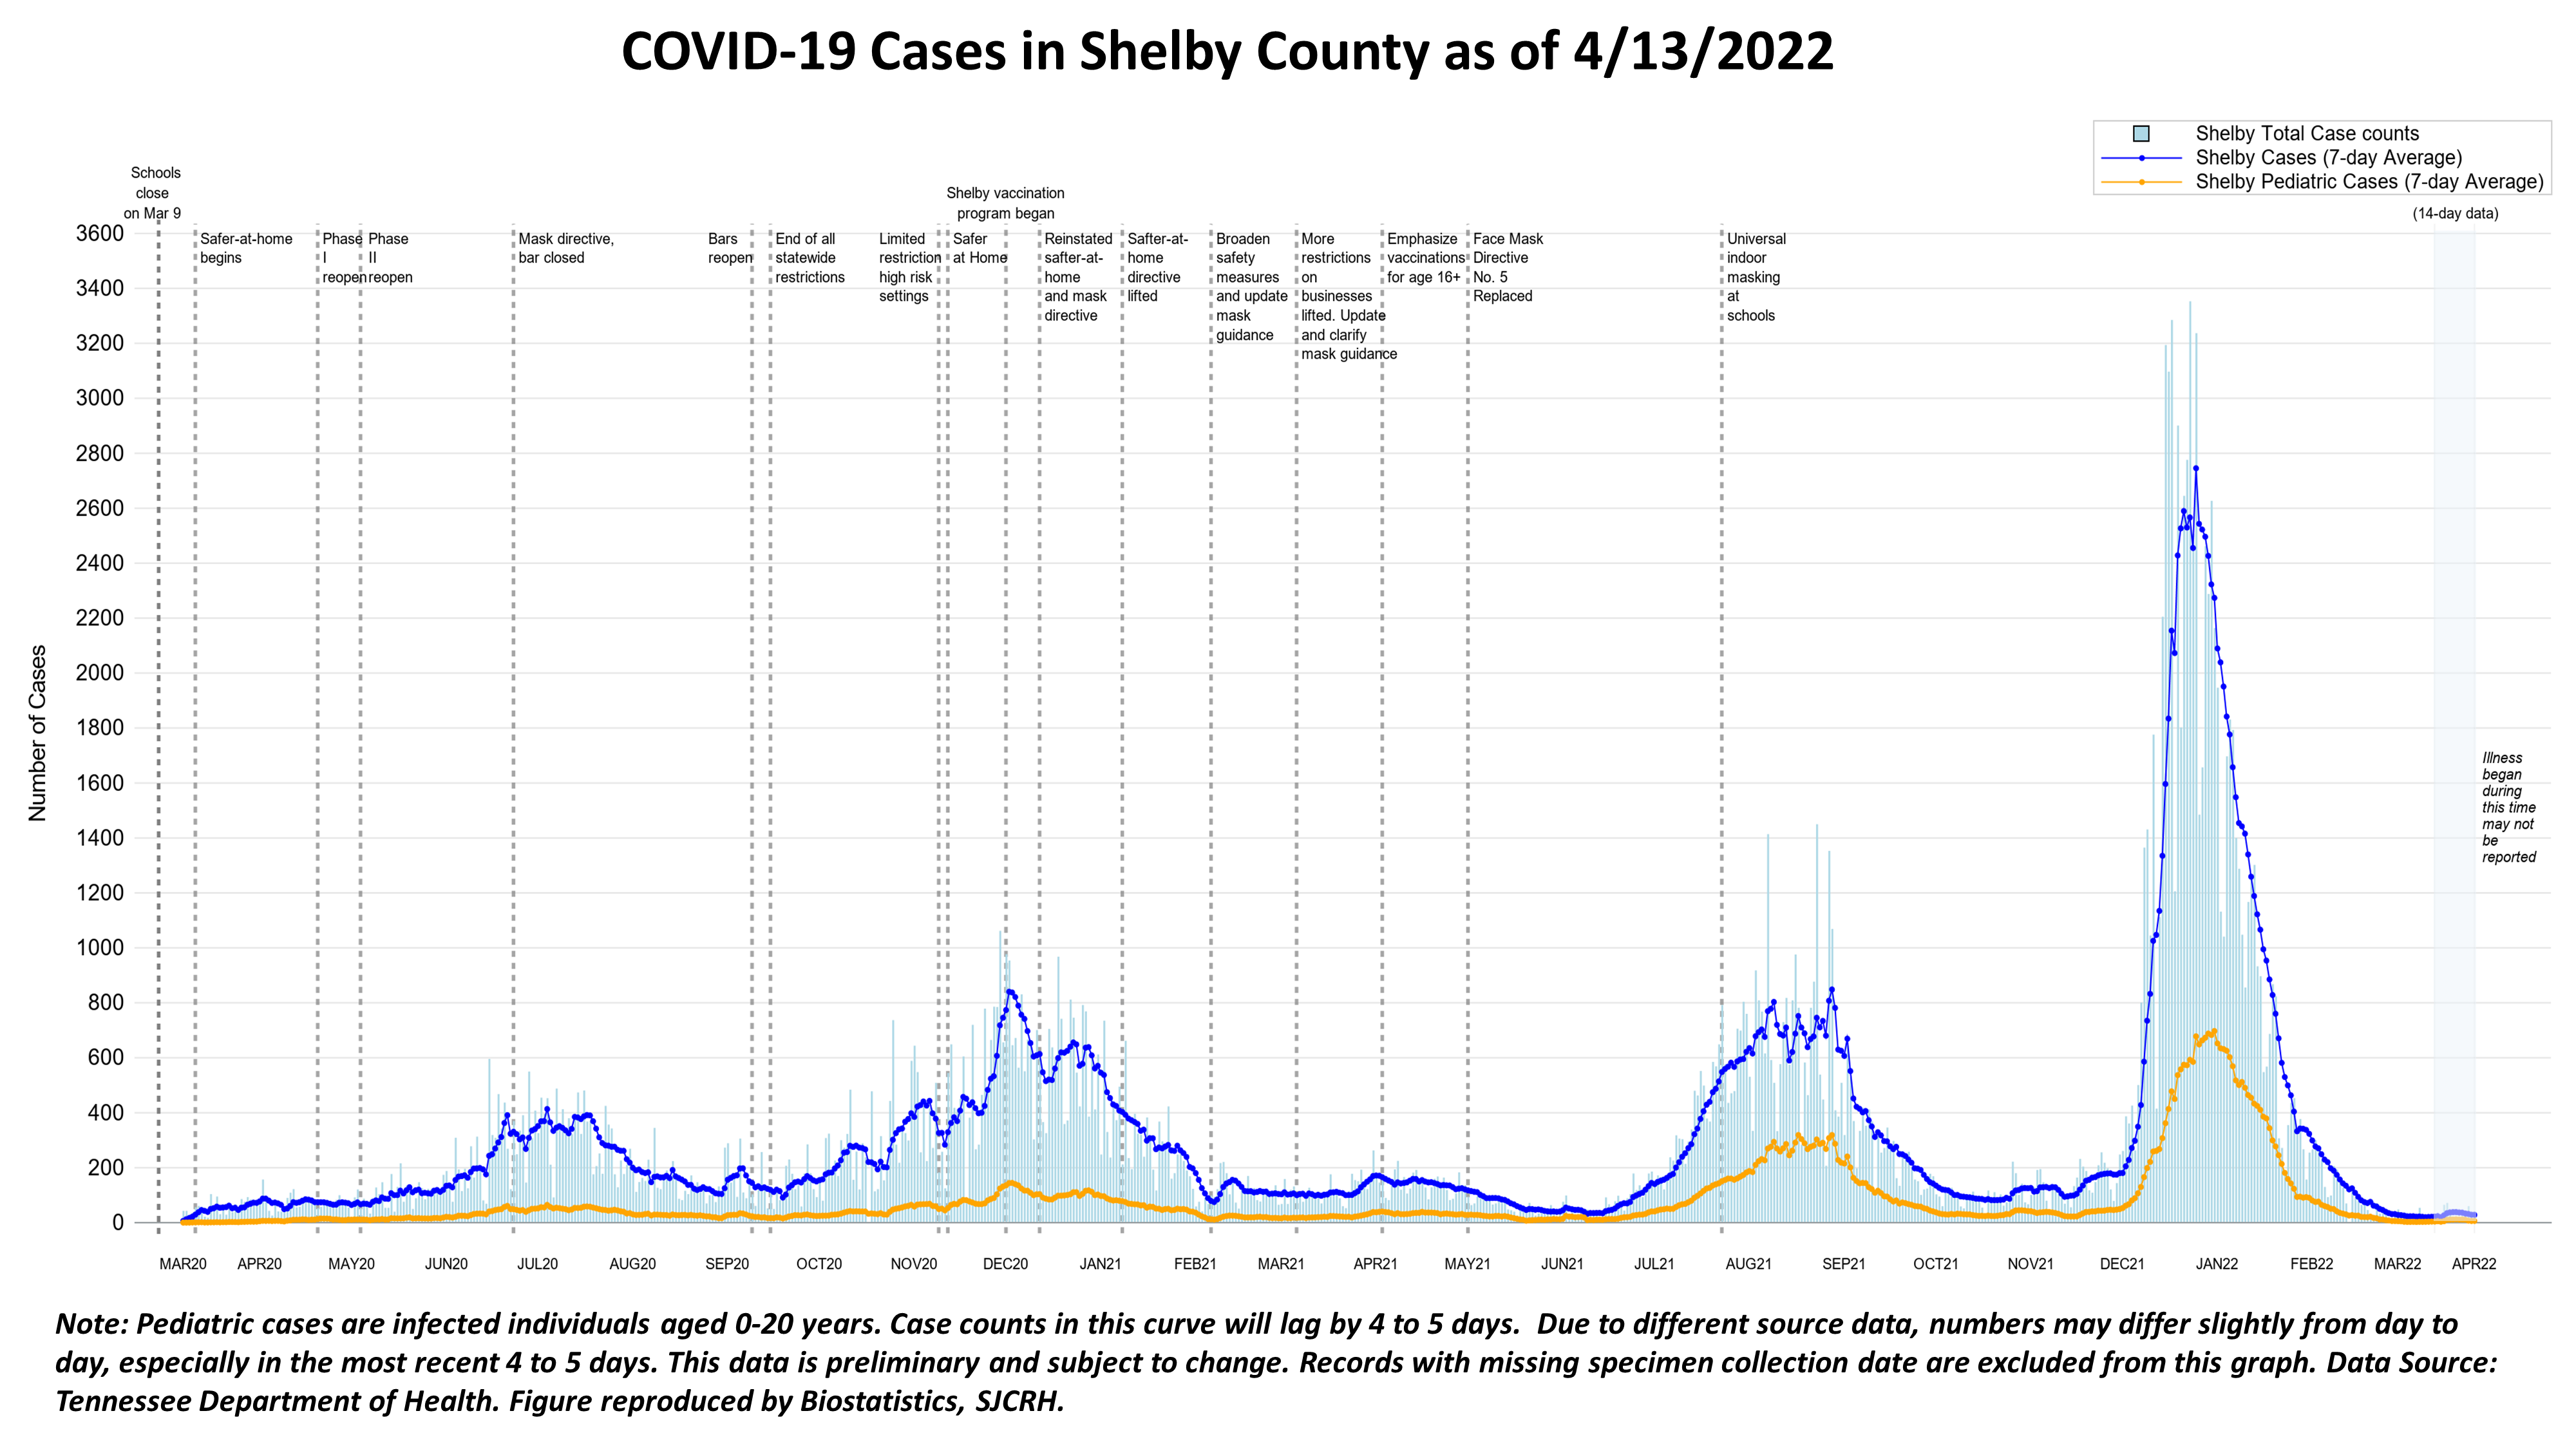 COVID-19 Cases in Shelby County as of 4/13/2022
Shelby Total Case counts
Shelby Cases (7-day Average)
Shelby Pediatric Cases (7-day Average)
(14-day data)
Schools
close
on Mar 9
Shelby vaccination
program began
Safer-at-home
begins
Phase
I
reopen
Phase
II
reopen
Mask directive,
bar closed
Bars
reopen
End of all
statewide
restrictions
Limited
restriction
high risk
settings
Safer
at Home
Reinstated
safter-at-
home
and mask
directive
Safter-at-
home
directive
lifted
Broaden
safety
measures
and update
mask
guidance
More
restrictions
on
businesses
lifted. Update
and clarify
mask guidance
Emphasize
vaccinations
for age 16+
Face Mask
Directive
No. 5
Replaced
Universal
indoor
masking
at
schools
3600
3400
3200
3000
2800
2600
2400
2200
2000
1800
1600
1400
1200
1000
800
600
400
200
0
Number of Cases
Illness
began
during
this time
may not
be
reported
MAR20 APR20 MAY20 JUN20 JUL20 AUG20 SEP20 OCT20 NOV20 DEC20 JAN21 FEB21 MAR21 APR21 MAY21 JUN21 JUL21 AUG21 SEP21 OCT21 NOV21 DEC21 JAN22 FEB22 MAR22 APR22
Note: Pediatric cases are infected individuals aged 0-20 years. Case counts in this curve will lag by 4 to 5 days.  Due to different source data, numbers may differ slightly from day to
day, especially in the most recent 4 to 5 days. This data is preliminary and subject to change. Records with missing specimen collection date are excluded from this graph. Data Source:
Tennessee Department of Health. Figure reproduced by Biostatistics, SJCRH.